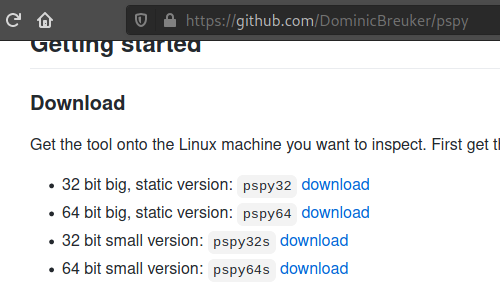 https://github.com/DominicBreuker/pspy
Getting started
Download
Get the tool onto the Linux machine you want to inspect. First get
32 bit big, static version: pspy32 download
64 bit big, static version: pspy64 download
32 bit small version: pspy32s download
64 bit small version: pspy64s download